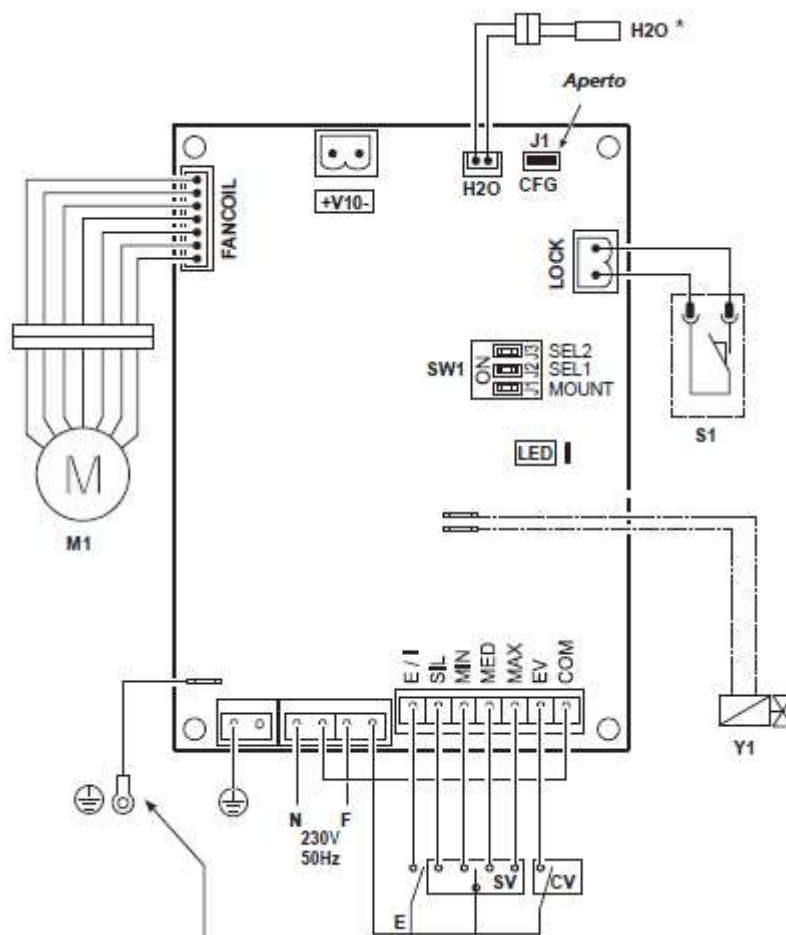 H2O *
Aperto
J1
H2O
CFG
+V10-
FANCOIL
LOCK
SW1
ON
J3 SEL2
J2 SEL1
J1 MOUNT
S1
LED
M
M1
E / I
SIL
MIN
MED
MAX
EV
COM
Y1
N F
230V
50Hz
SV
CV
E